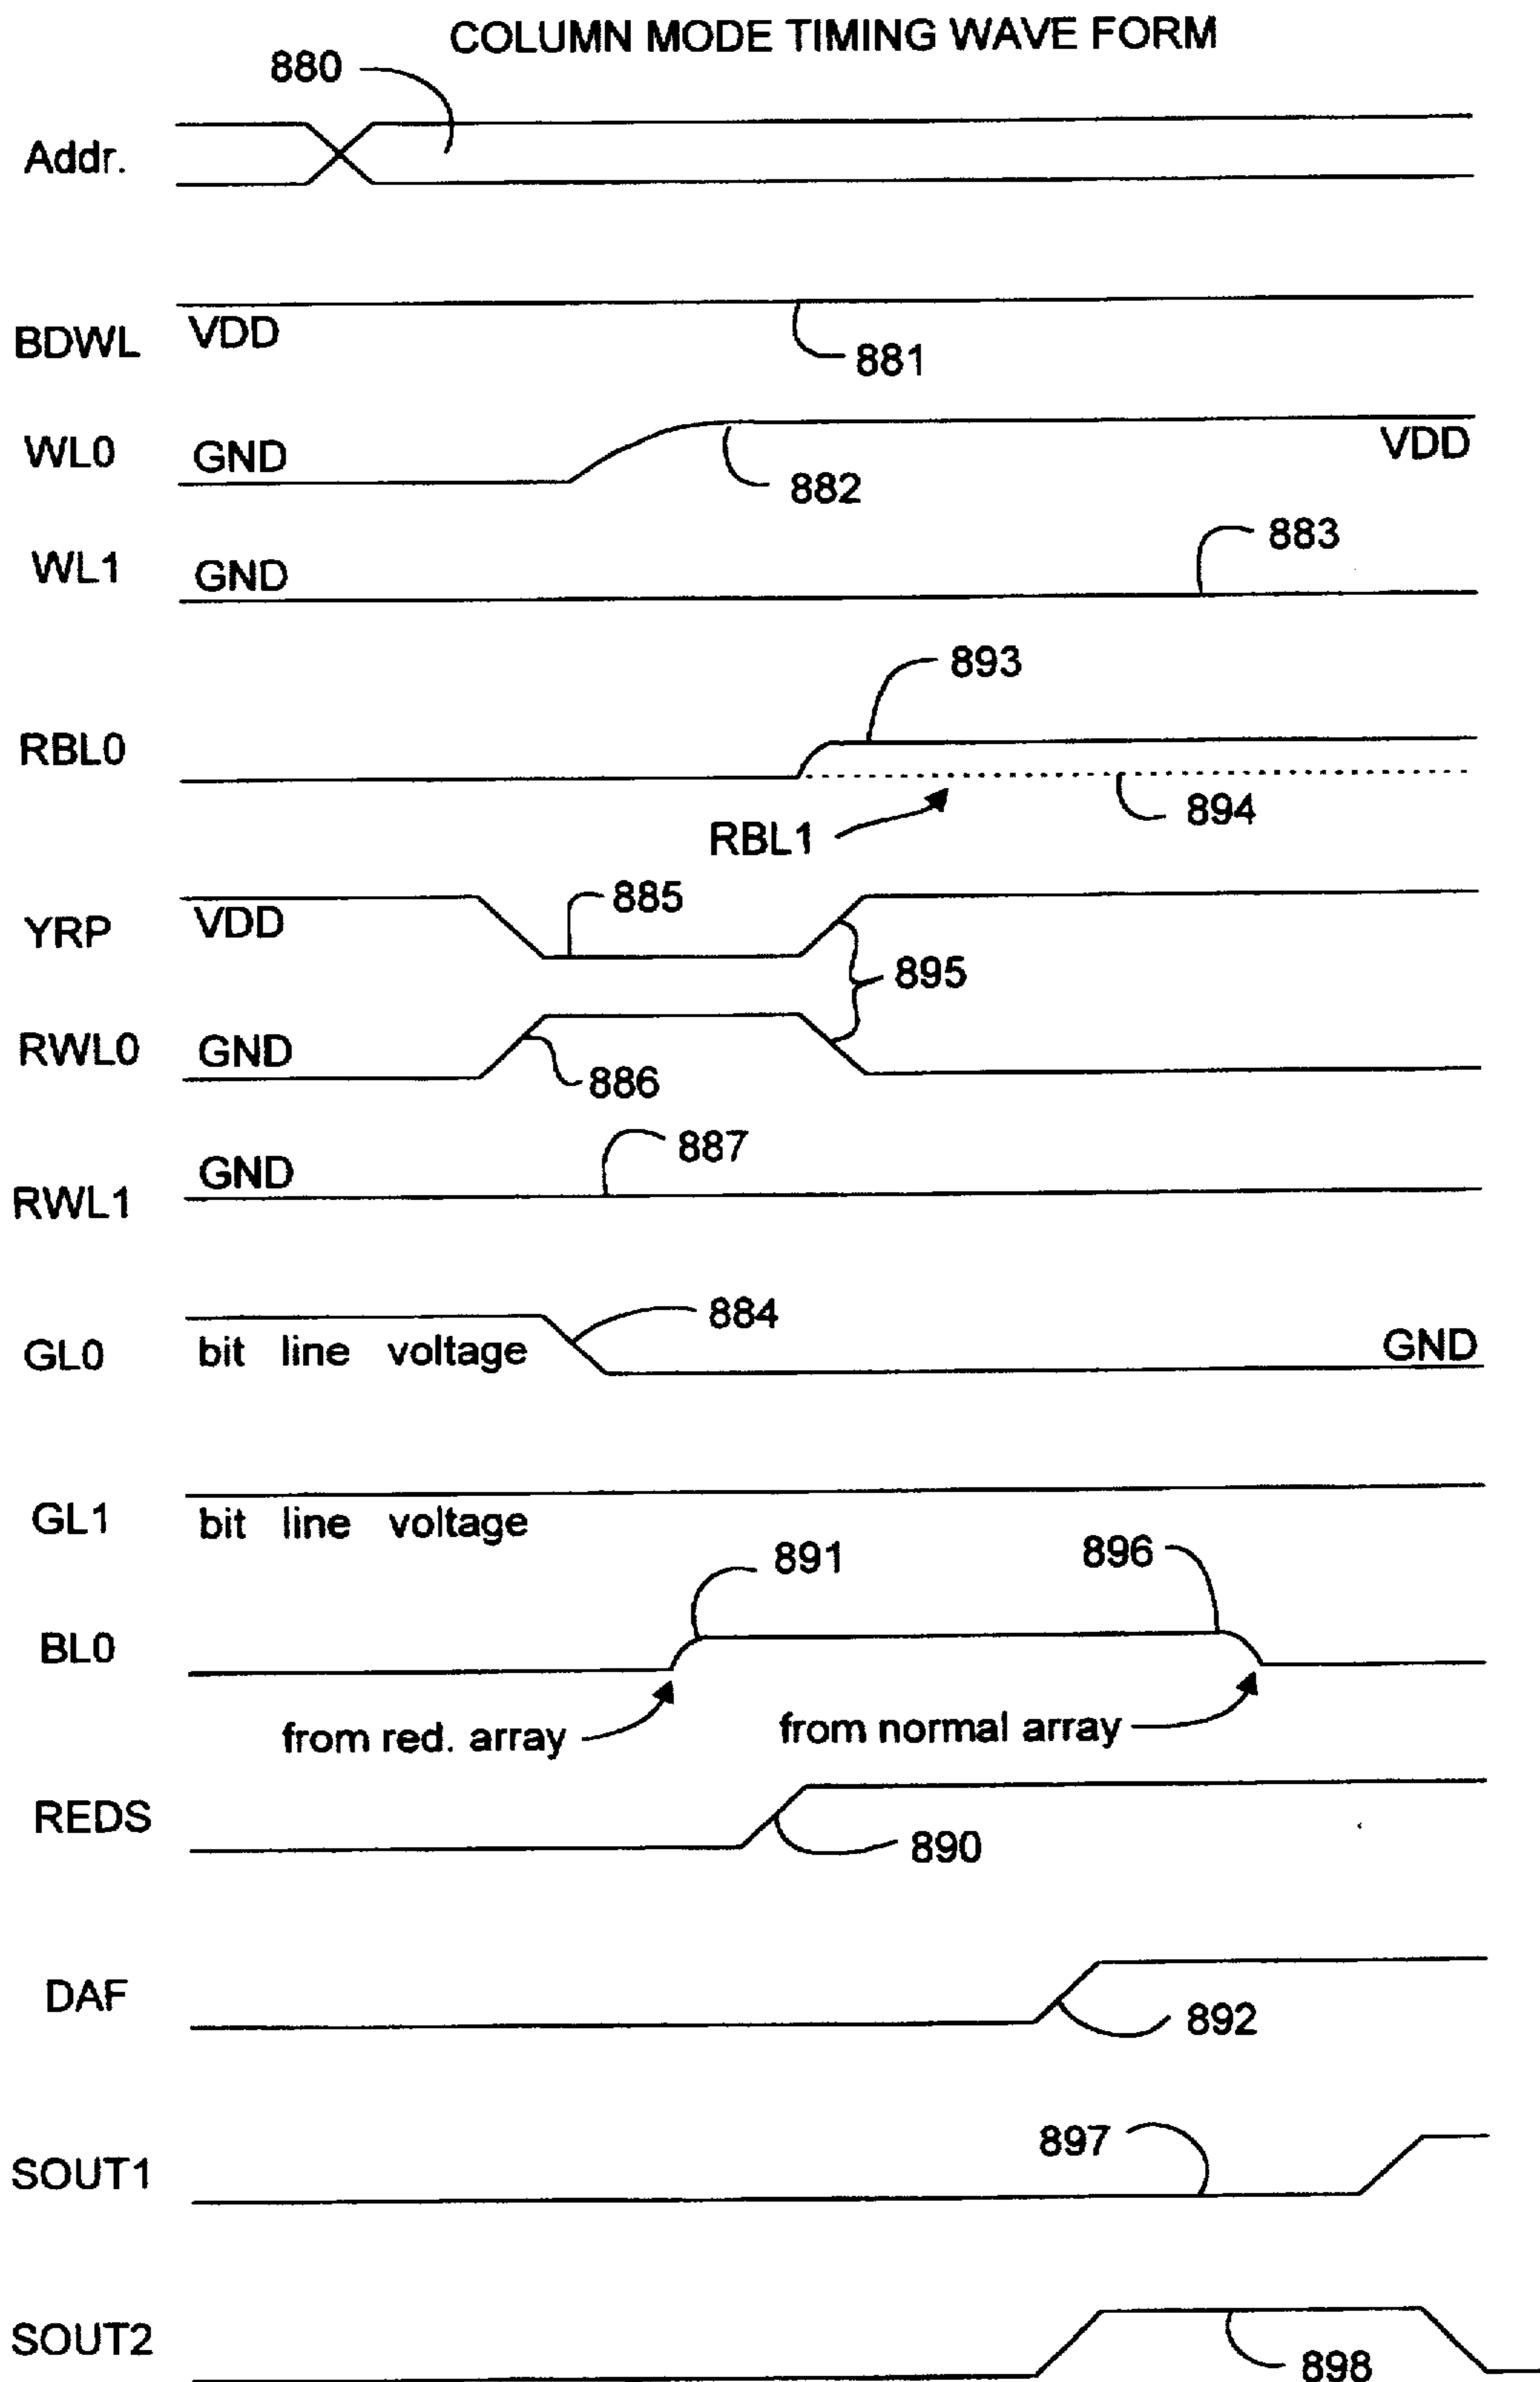 COLUMN MODE TIMING WAVE FORM
880
Addr.
BDWL VDD
881
WL0 GND VDD
882
883
WL1 GND
893
RBL0
894
RBL1
885
YRP VDD
895
RWL0 GND
886
887
GND
RWL1
884
GL0 bit line voltage GND
GL1 bit line voltage
891 896
BL0
from red. array from normal array
REDS
890
DAF
892
897
SOUT1
SOUT2
898